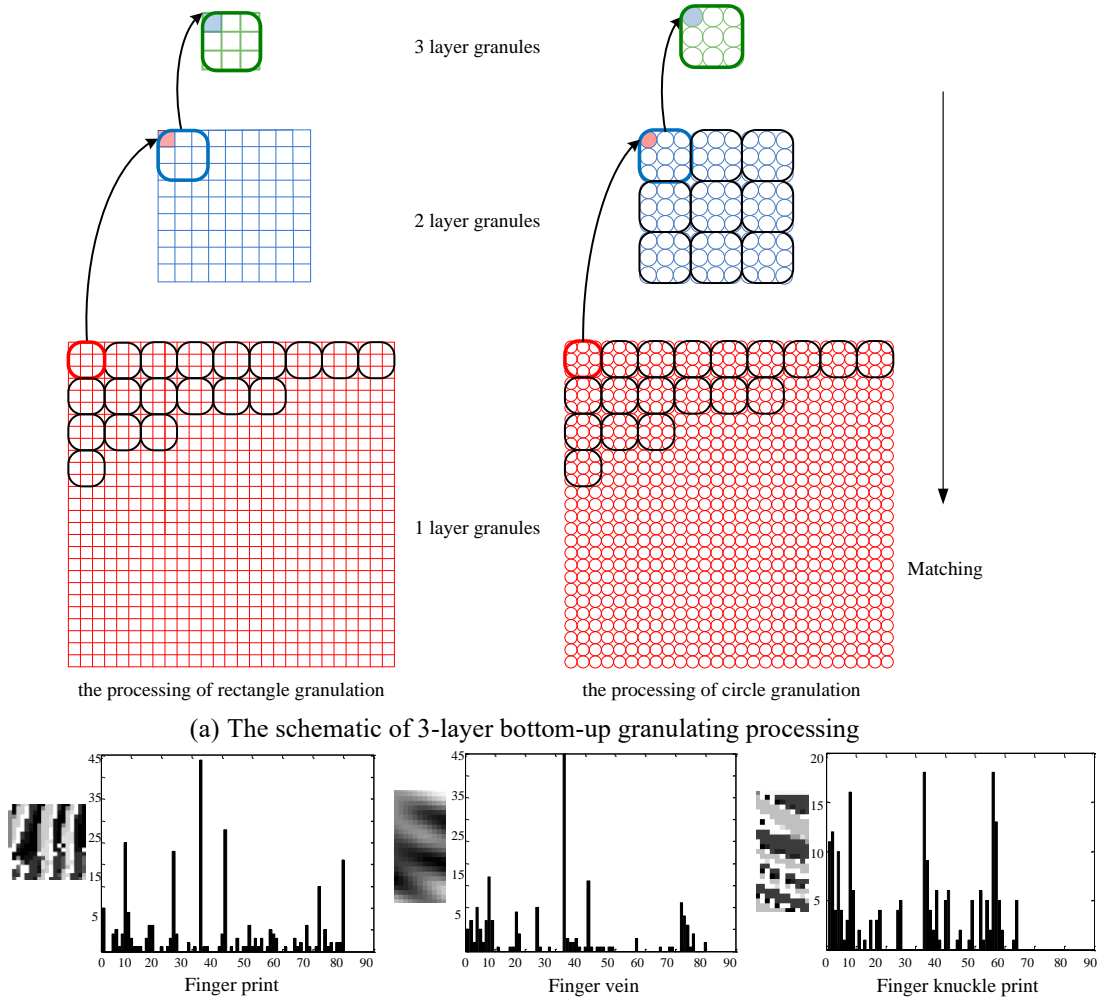 3 layer granules
2 layer granules
1 layer granules
Matching
the processing of rectangle granulation
the processing of circle granulation
(a) The schematic of 3-layer bottom-up granulating processing
45
35
25
15
5
0 10 20 30 40 50 60 70 80 90
Finger print
45
35
25
15
5
0 10 20 30 40 50 60 70 80 90
Finger vein
20
15
10
5
0
0 10 20 30 40 50 60 70 80 90
Finger knuckle print